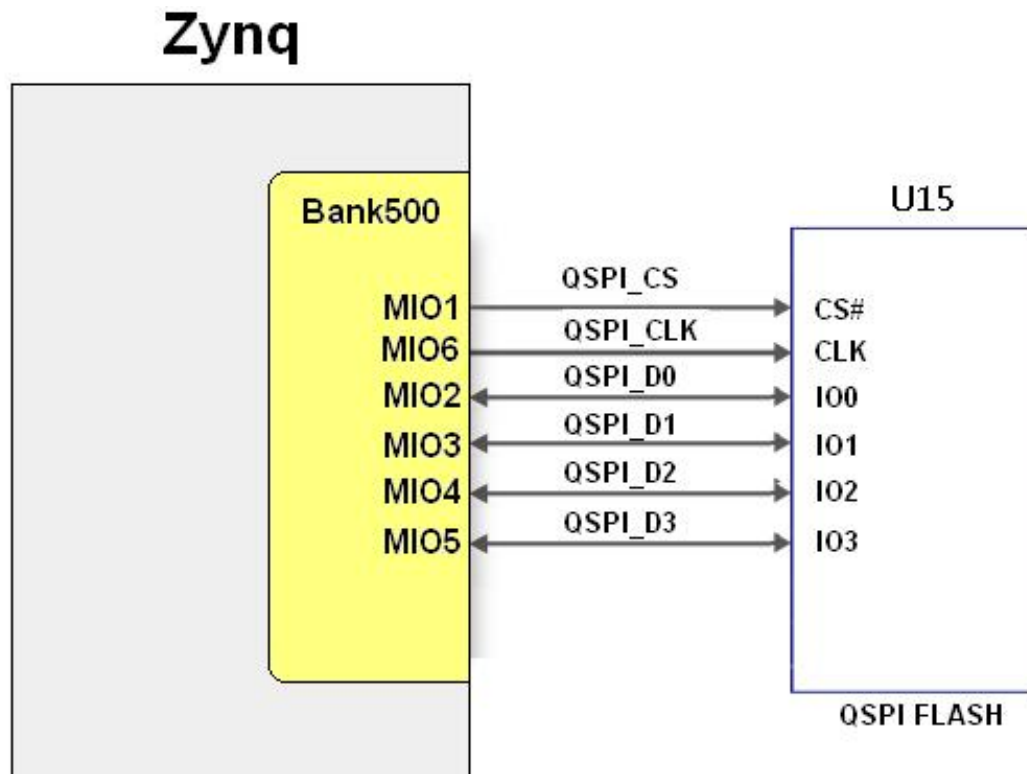 Zynq
Bank500
U15
MIO1 QSPI_CS CS#
MIO6 QSPI_CLK CLK
MIO2 QSPI_D0 IO0
MIO3 QSPI_D1 IO1
MIO4 QSPI_D2 IO2
MIO5 QSPI_D3 IO3
QSPI FLASH